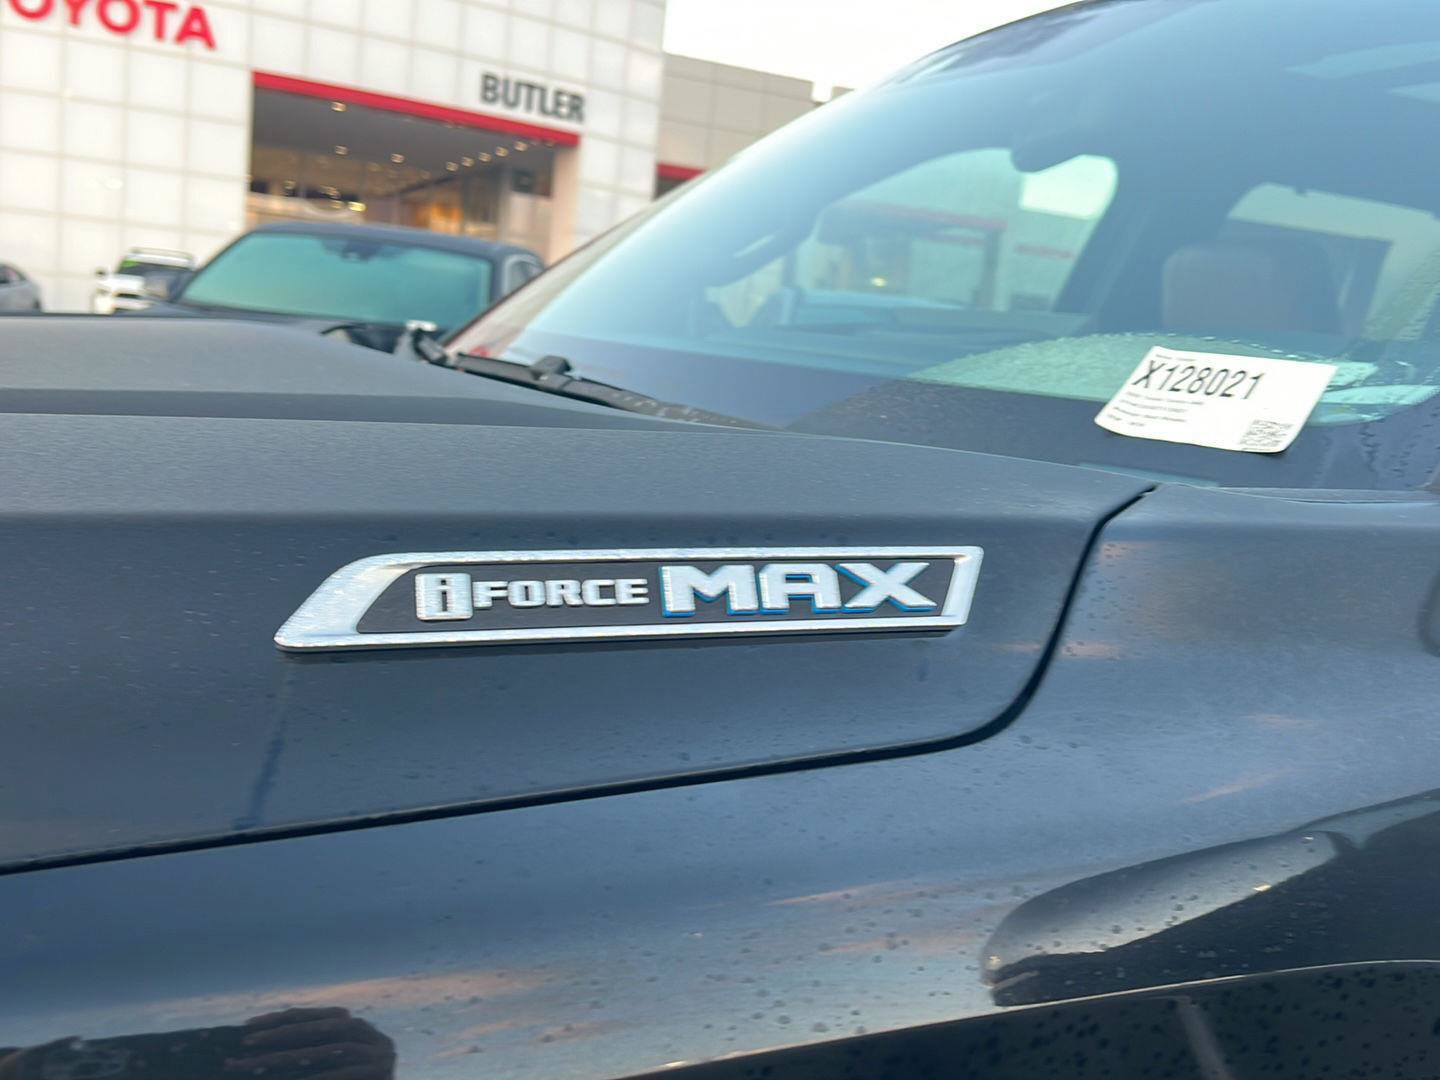 TOYOTA
BUTLER
X128021
iFORCE MAX